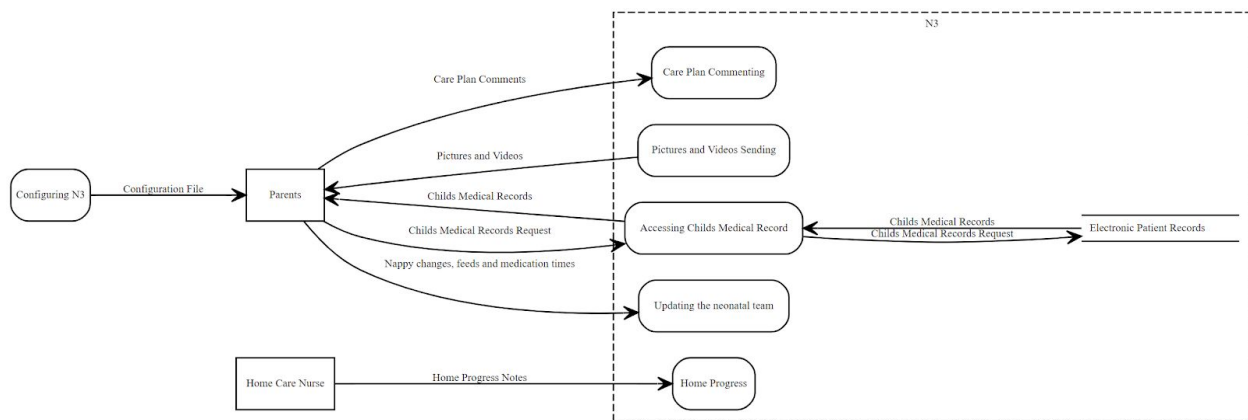 N3
Care Plan Commenting
Care Plan Comments
Pictures and Videos Sending
Pictures and Videos
Configuring N3
Configuration File
Parents
Childs Medical Records
Childs Medical Records Request
Accessing Childs Medical Record
Childs Medical Records
Childs Medical Records Request
Electronic Patient Records
Nappy changes, feeds and medication times
Updating the neonatal team
Home Care Nurse
Home Progress Notes
Home Progress